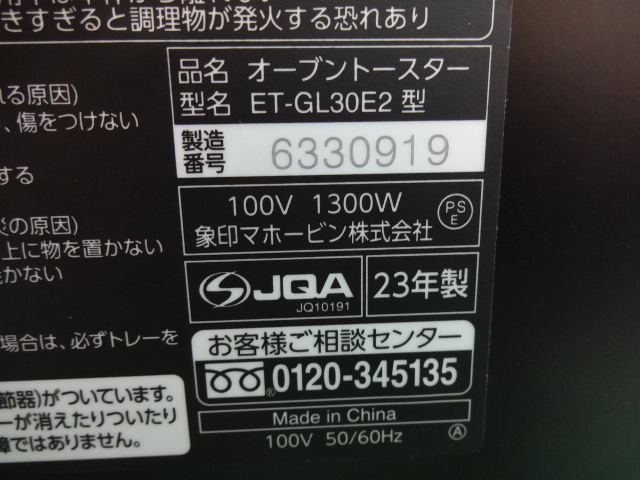 きすぎると調理物が発火する恐れあり
れる原因)
、傷をつけない
する
災の原因)
上に物を置かない
かない
場合は、必ずトレーを
節器)がついています。
ーが消えたりついたり
障ではありません。
品名 オーブントースター
型名 ET-GL30E2 型
製造番号 6330919
100V 1300W
PSE
象印マホービン株式会社
JQA
JQ10191
23年製
お客様ご相談センター
0120-345135
Made in China
100V 50/60Hz Ⓐ